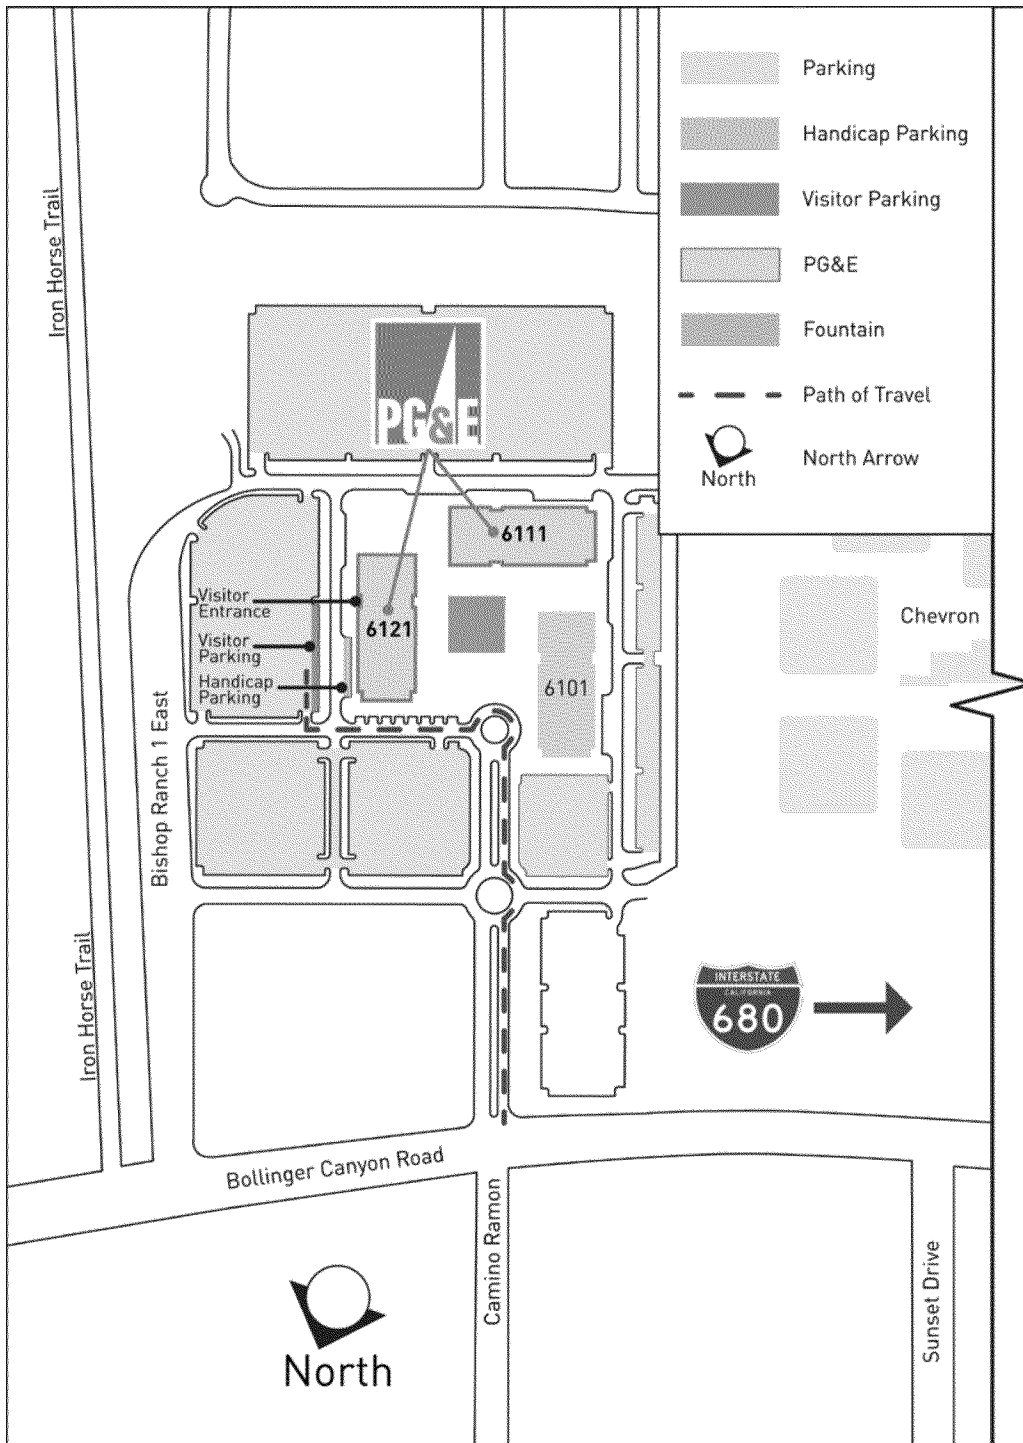 Parking
Handicap Parking
Visitor Parking
PG&E
Fountain
Path of Travel
North
North Arrow
Iron Horse Trail
PG&E
6111
Visitor
Entrance
6121
Visitor
Parking
Handicap
Parking
6101
Chevron
Bishop Ranch 1 East
Iron Horse Trail
INTERSTATE
CALIFORNIA
680
Bollinger Canyon Road
Camino Ramon
Sunset Drive
North